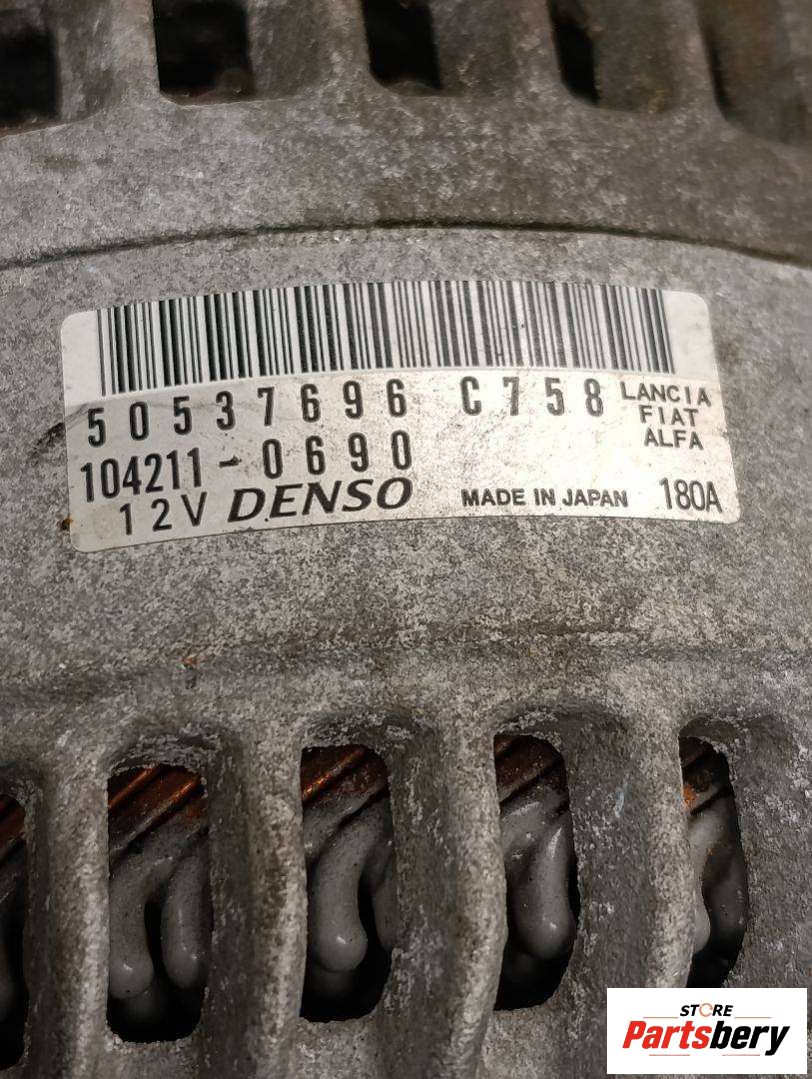 50537696 C758 LANCIA
FIAT
ALFA
104211-0690
12V DENSO MADE IN JAPAN 180A
STORE
Partsbery